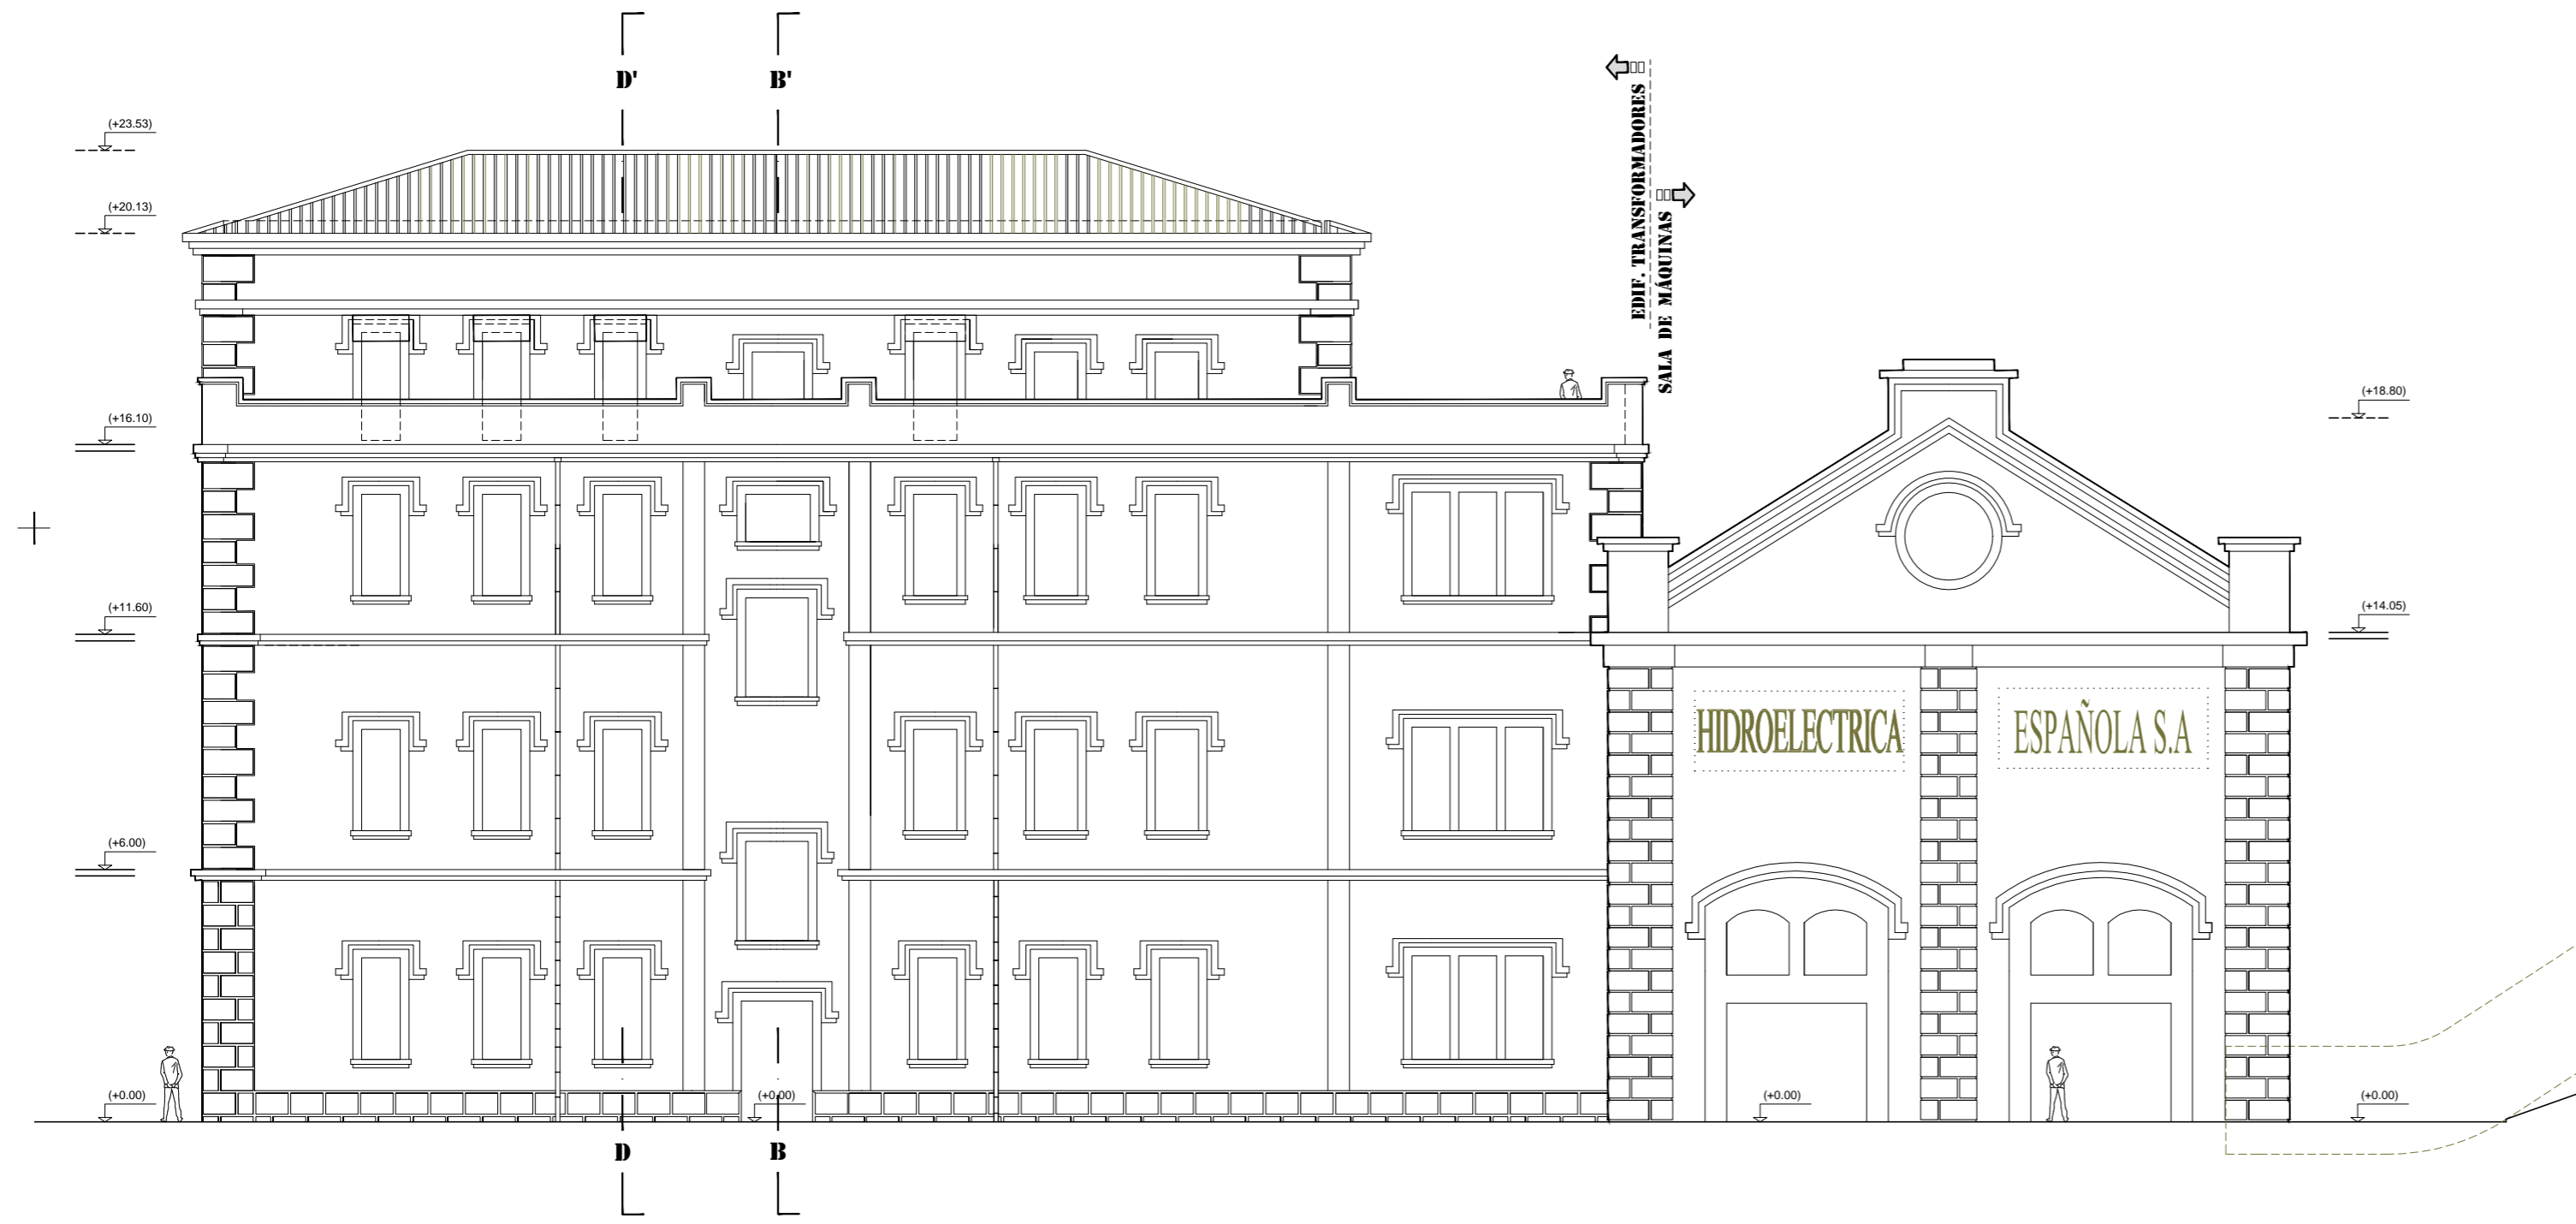 D'
B'
EDIF. TRANSFORMADORES
SALA DE MÁQUINAS
(+23.53)
(+20.13)
(+16.10)
(+18.80)
(+11.60)
(+14.05)
HIDROELECTRICA
ESPAÑOLA S.A
(+6.00)
(+0.00)
(+0.00)
(+0.00)
(+0.00)
D
B